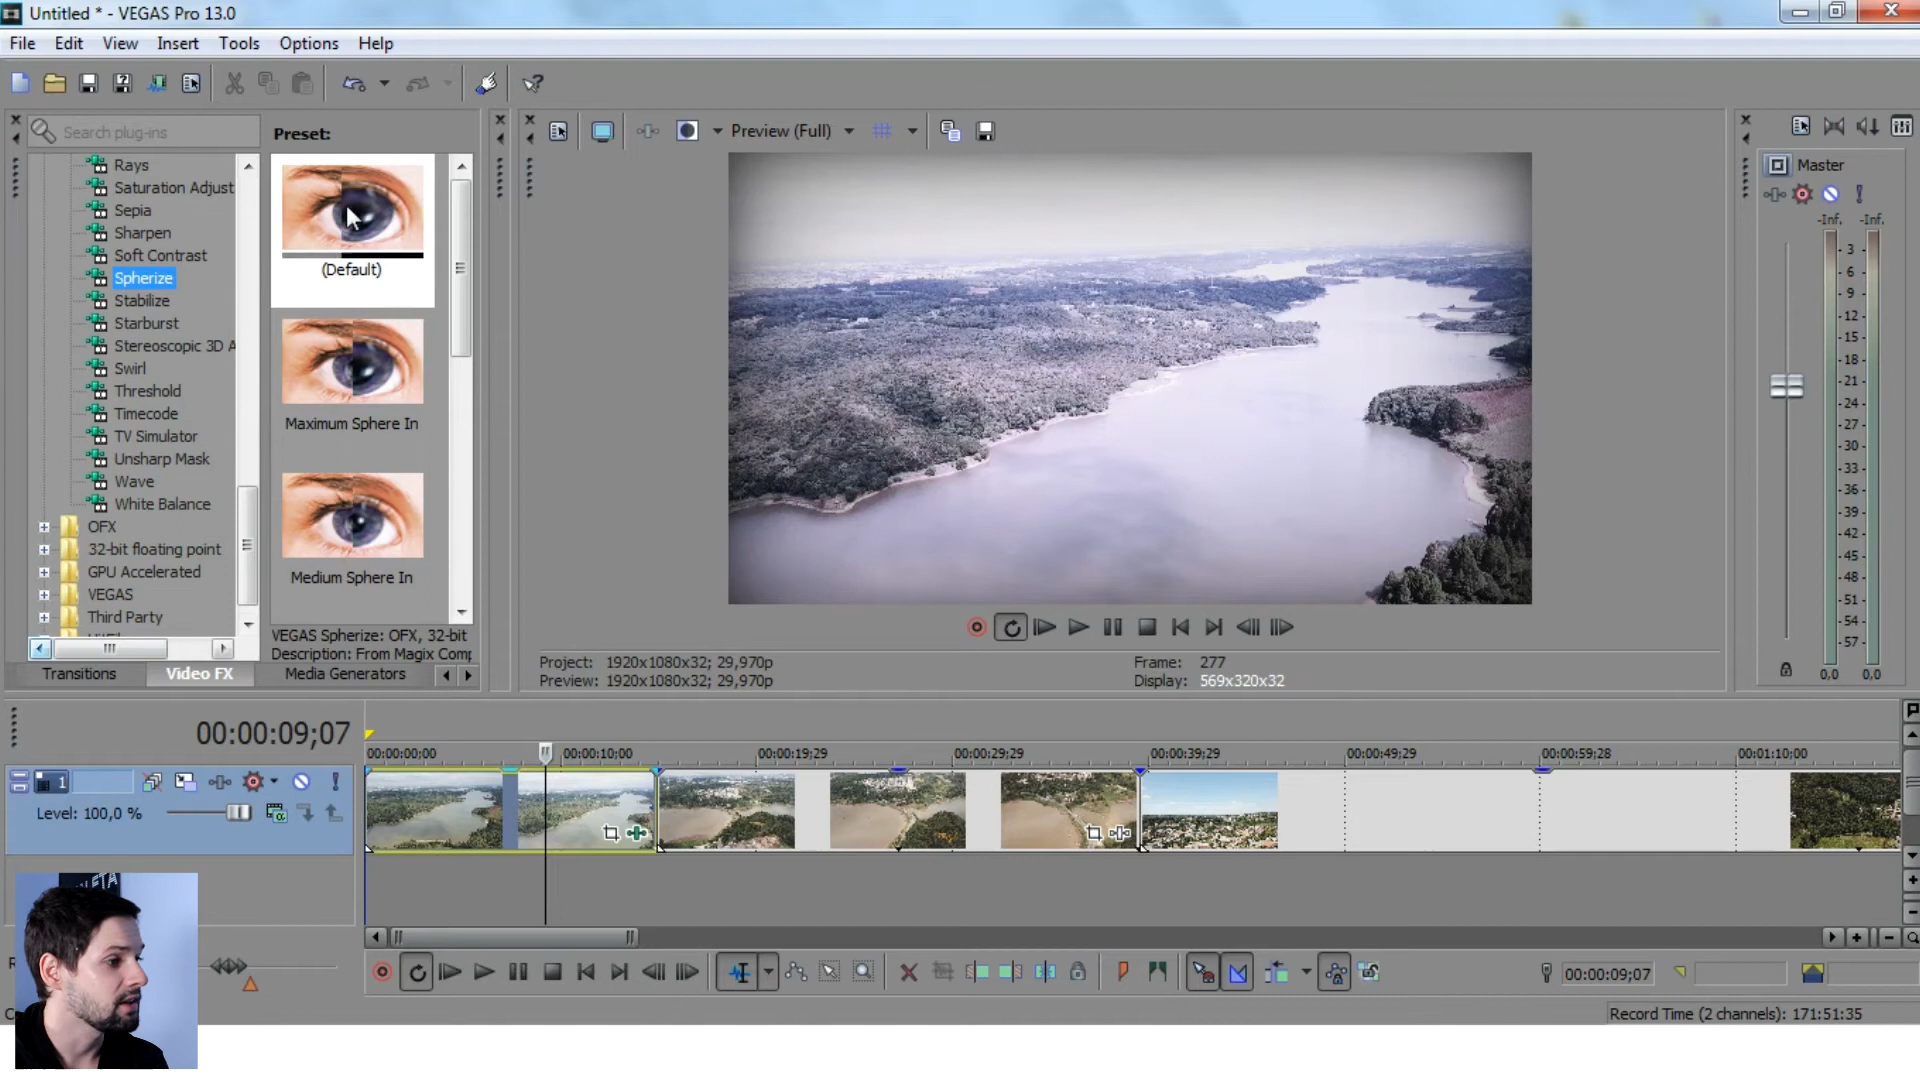 Untitled * - VEGAS Pro 13.0
File Edit View Insert Tools Options Help
Search plug-ins
Preset:
Preview (Full)
Rays
Saturation Adjust
Sepia
Sharpen
Soft Contrast
Spherize
Stabilize
Starburst
Stereoscopic 3D A
Swirl
Threshold
Timecode
TV Simulator
Unsharp Mask
Wave
White Balance
OFX
32-bit floating point
GPU Accelerated
VEGAS
Third Party
(Default)
Maximum Sphere In
Medium Sphere In
VEGAS Spherize: OFX, 32-bit
Description: From Magix Comp
Transitions Video FX Media Generators
Project: 1920x1080x32; 29,970p
Preview: 1920x1080x32; 29,970p
Frame: 277
Display: 569x320x32
Master
-Inf. -Inf.
- 3 -
- 6 -
- 9 -
- 12 -
- 15 -
- 18 -
- 21 -
- 24 -
- 27 -
- 30 -
- 33 -
- 36 -
- 39 -
- 42 -
- 45 -
- 48 -
- 51 -
- 54 -
- 57 -
0,0 0,0
00:00:09;07
00:00:00;00 00:00:10;00 00:00:19;29 00:00:29;29 00:00:39;29 00:00:49;29 00:00:59;28 00:01:10;00
1
Level: 100,0 %
00:00:09;07
Record Time (2 channels): 171:51:35